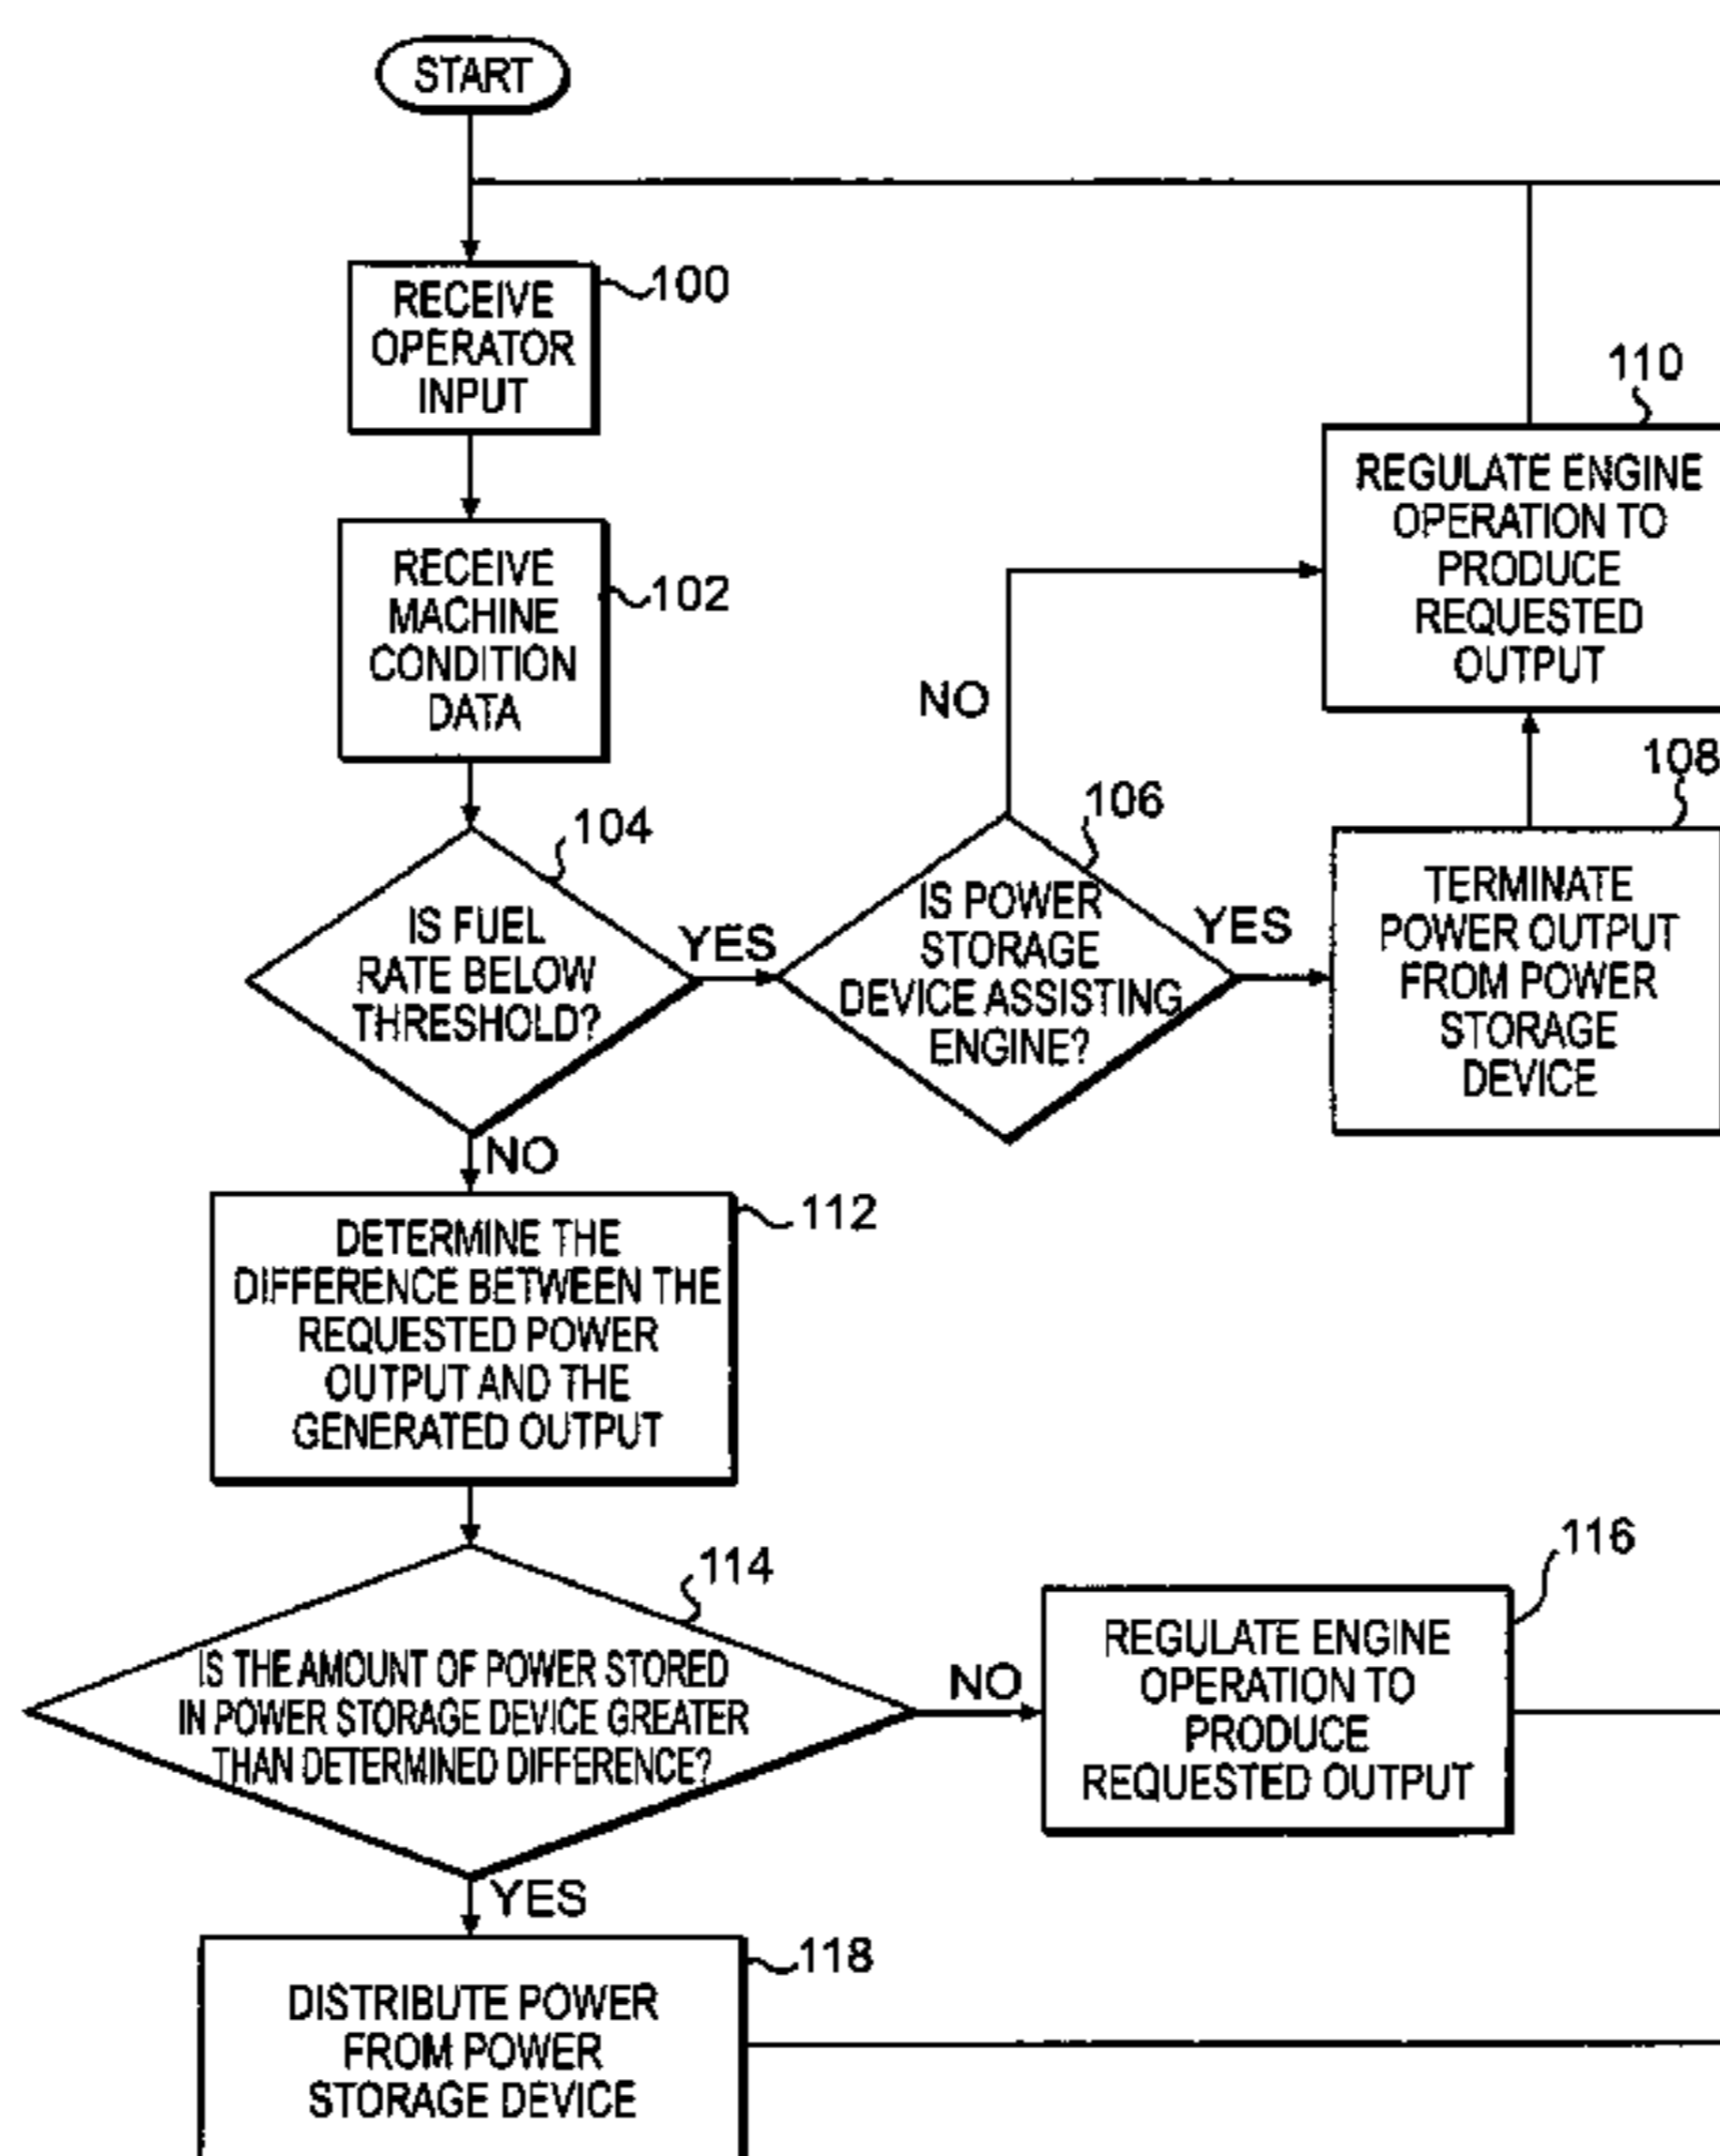 START
RECEIVE
OPERATOR
INPUT
100
RECEIVE
MACHINE
CONDITION
DATA
102
IS FUEL
RATE BELOW
THRESHOLD?
104
YES
NO
IS POWER
STORAGE
DEVICE ASSISTING
ENGINE?
106
NO
YES
110
REGULATE ENGINE
OPERATION TO
PRODUCE
REQUESTED
OUTPUT
108
TERMINATE
POWER OUTPUT
FROM POWER
STORAGE
DEVICE
DETERMINE THE
DIFFERENCE BETWEEN THE
REQUESTED POWER
OUTPUT AND THE
GENERATED OUTPUT
112
IS THE AMOUNT OF POWER STORED
IN POWER STORAGE DEVICE GREATER
THAN DETERMINED DIFFERENCE?
114
NO
YES
REGULATE ENGINE
OPERATION TO
PRODUCE
REQUESTED OUTPUT
116
DISTRIBUTE POWER
FROM POWER
STORAGE DEVICE
118